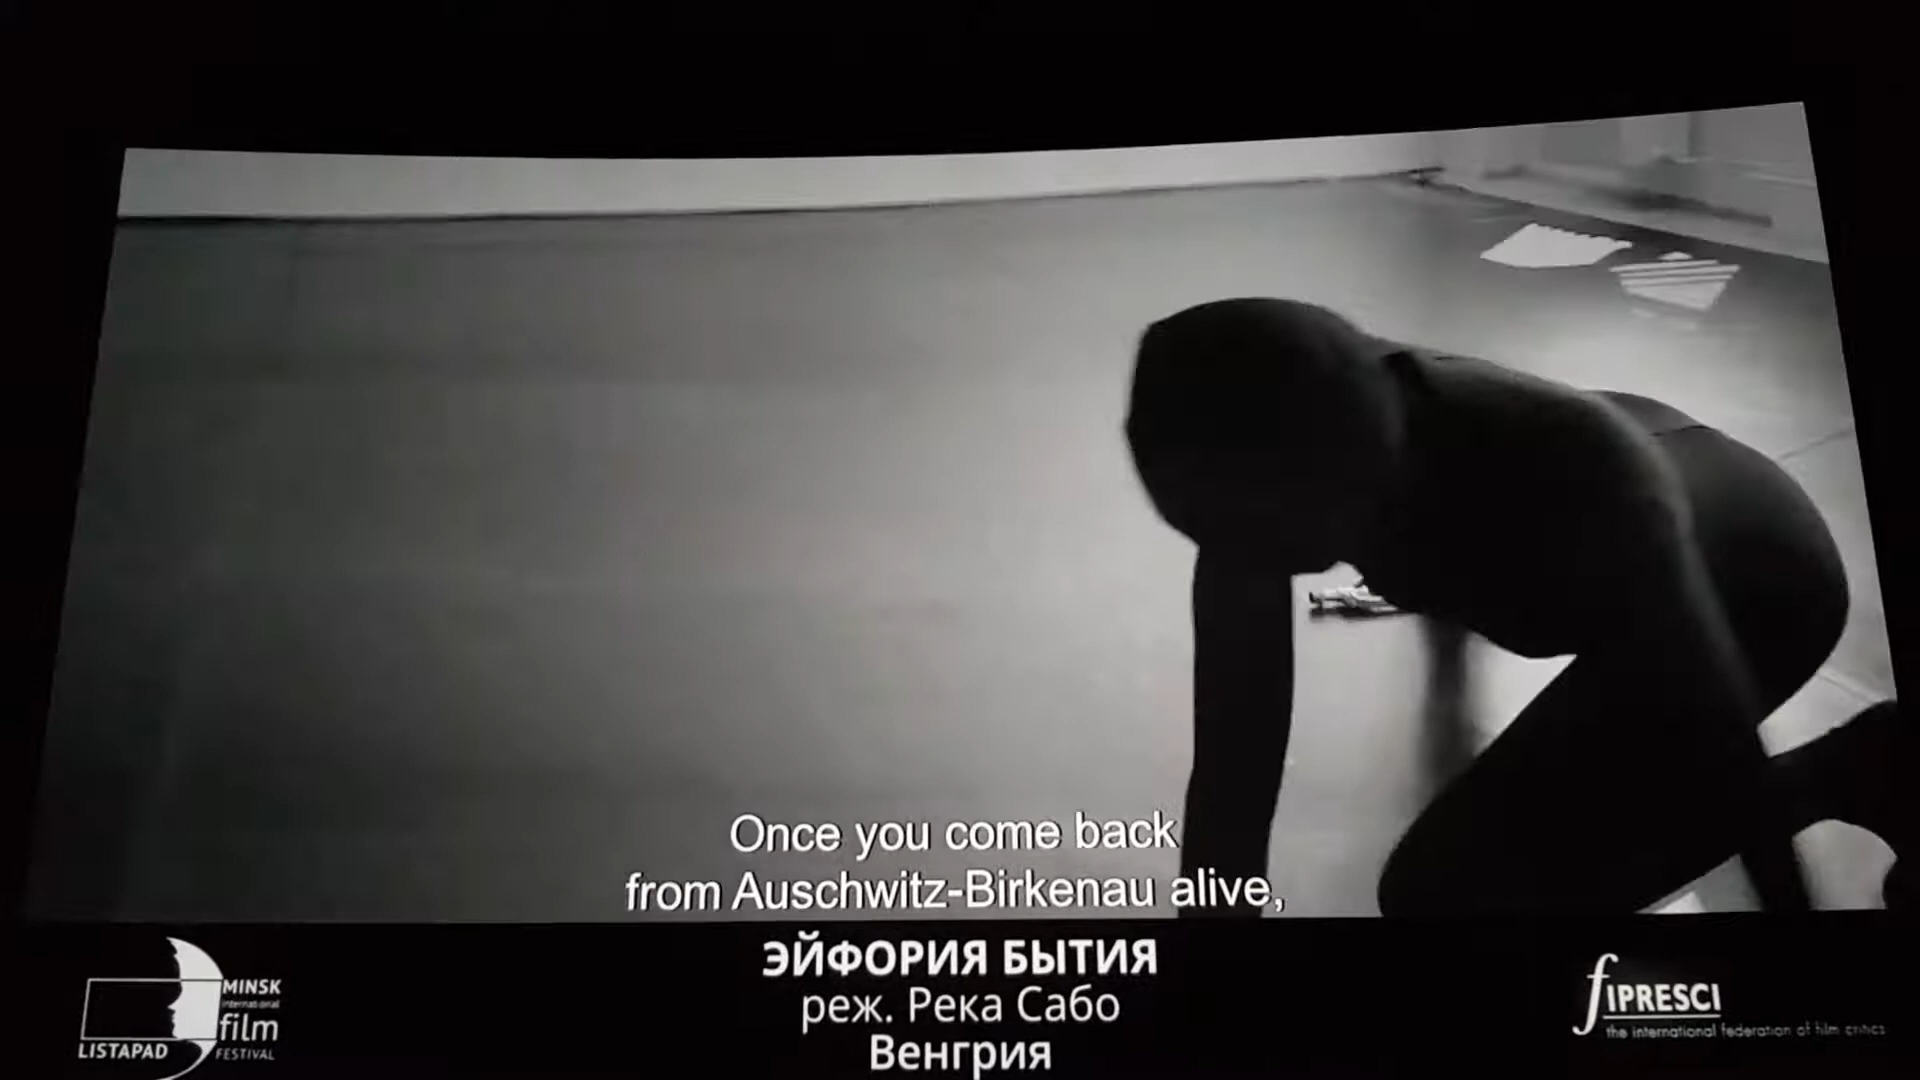 Once you come back
from Auschwitz-Birkenau alive,
ЭЙФОРИЯ БЫТИЯ
реж. Река Сабо
Венгрия
MINSK
international
film
FESTIVAL
LISTAPAD
fIPRESCI
the international federation of film critics